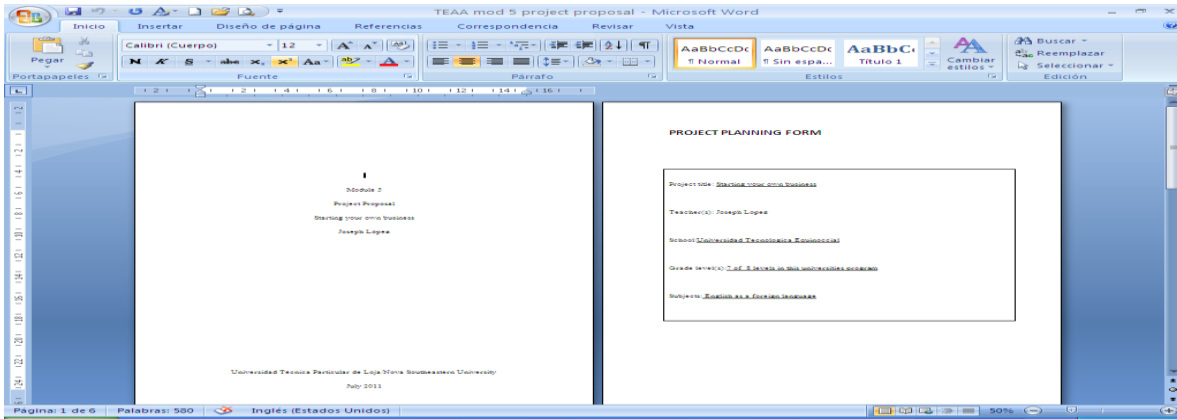 TEAA mod 5 project proposal - Microsoft Word
Inicio Insertar Diseño de página Referencias Correspondencia Revisar Vista
Pegar
Calibri (Cuerpo) 12
N K S abe x, x² Aa
AaBbCcDc AaBbCcDc AaBbC
¶ Normal ¶ Sin espa... Título 1
Cambiar
estilos
Buscar
Reemplazar
Seleccionar
Portapapeles Fuente Párrafo Estilos Edición
Module 5
Project Proposal
Starting your own business
Joseph Lopez
Universidad Tecnica Particular de Loja-Nova Southeastern University
July 2011
PROJECT PLANNING FORM
Project title: Starting your own business
Teacher(s): Joseph Lopez
School:Universidad Tecnologica Equinoccial
Grade level(s): 7 of 8 levels in this universities program
Subjects: English as a foreign language
Página: 1 de 6 Palabras: 580 Inglés (Estados Unidos) 50%